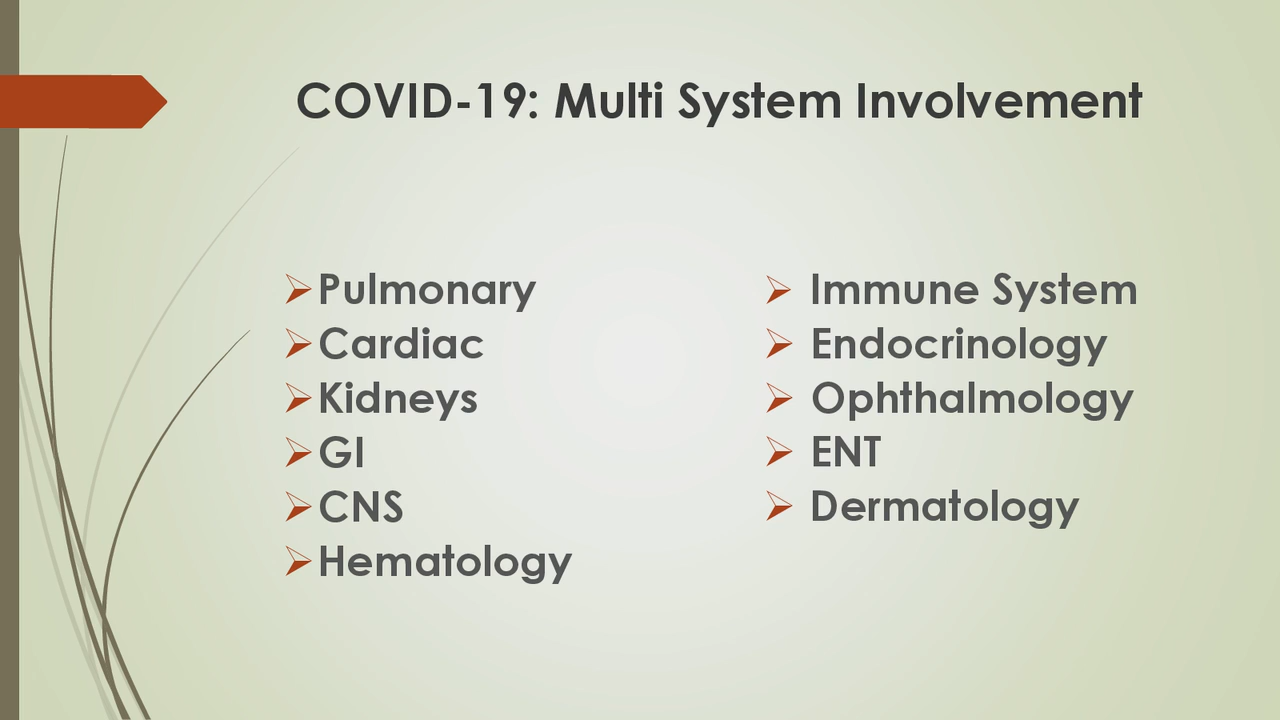 COVID-19: Multi System Involvement
Pulmonary
Cardiac
Kidneys
GI
CNS
Hematology
Immune System
Endocrinology
Ophthalmology
ENT
Dermatology